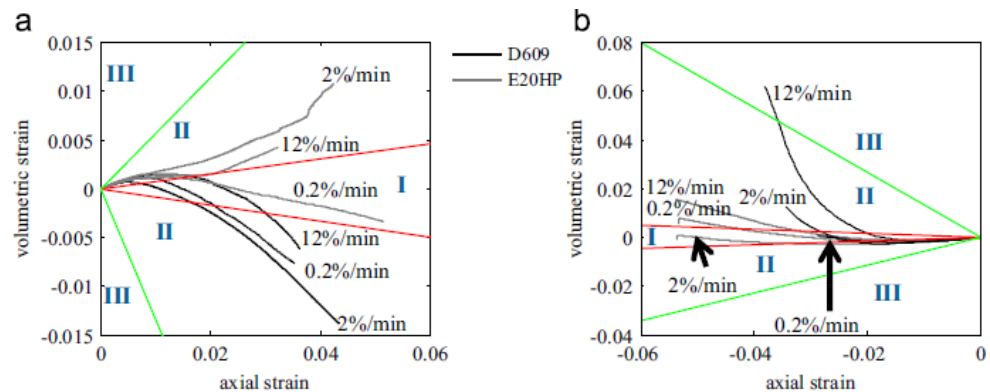 a
0.015
0.01
0.005
0
-0.005
-0.01
-0.015
volumetric strain
0
0.02
0.04
0.06
axial strain
III
II
I
II
III
2%/min
12%/min
0.2%/min
12%/min
0.2%/min
2%/min
D609
E20HP
b
0.08
0.06
0.04
0.02
0
-0.02
-0.04
volumetric strain
-0.06
-0.04
-0.02
0
axial strain
12%/min
III
II
12%/min
0.2%/min
2%/min
I
II
2%/min
III
0.2%/min